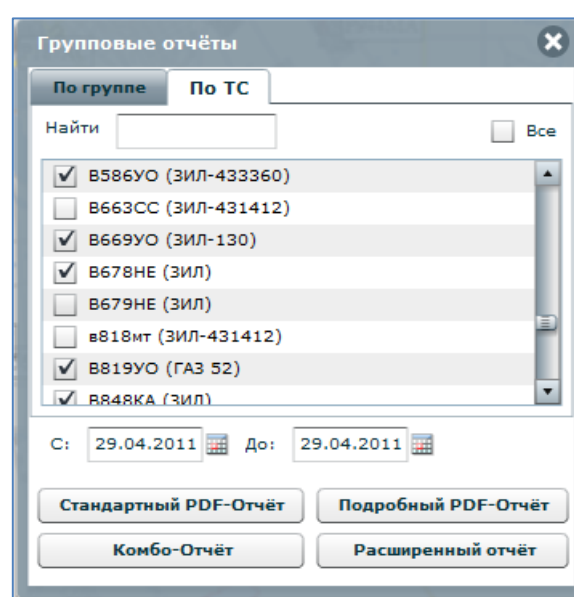 Групповые отчёты
По группе По ТС
Найти Все
В586УО (ЗИЛ-433360)
В663СС (ЗИЛ-431412)
В669УО (ЗИЛ-130)
В678НЕ (ЗИЛ)
В679НЕ (ЗИЛ)
в818мт (ЗИЛ-431412)
В819УО (ГАЗ 52)
В848КА (ЗИЛ)
С: 29.04.2011 До: 29.04.2011
Стандартный PDF-Отчёт Подробный PDF-Отчёт
Комбо-Отчёт Расширенный отчёт